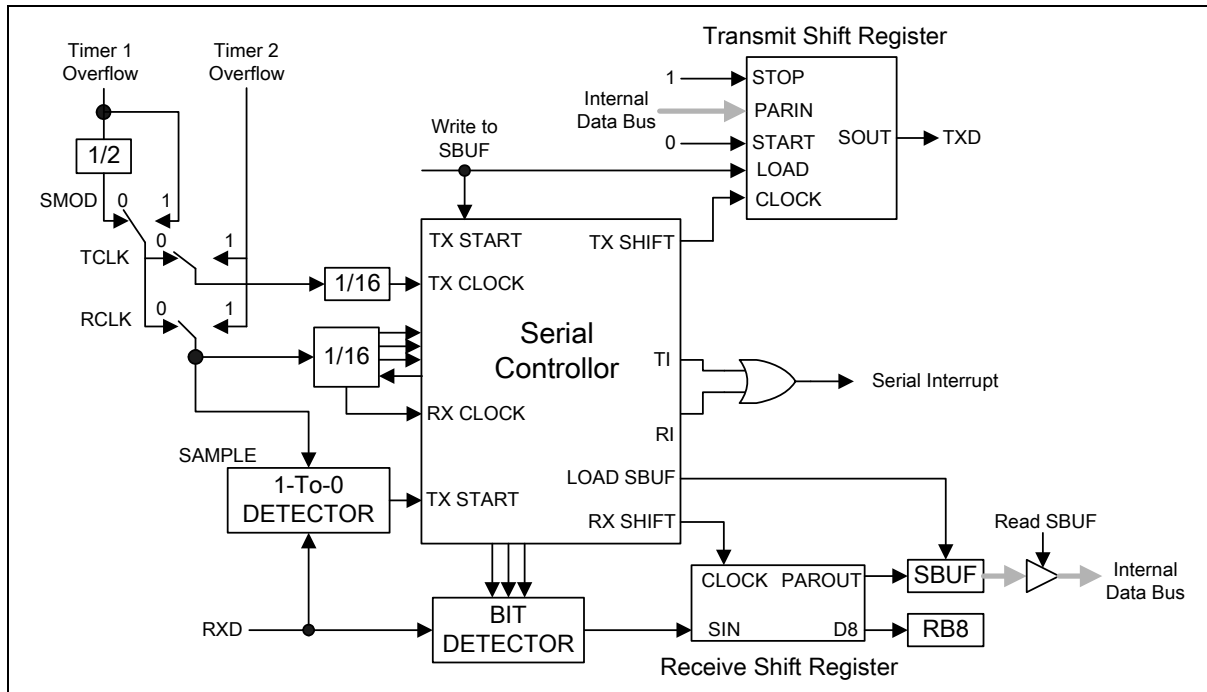 Transmit Shift Register
Timer 1
Overflow
Timer 2
Overflow
1
STOP
Internal
Data Bus
PARIN
Write to
SBUF
0
START
SOUT
TXD
LOAD
CLOCK
1/2
SMOD
0
1
TX START
TX SHIFT
TCLK
0
1
1/16
TX CLOCK
RCLK
0
1
1/16
Serial
Controllor
TI
Serial Interrupt
RX CLOCK
RI
SAMPLE
1-To-0
DETECTOR
TX START
LOAD SBUF
RX SHIFT
Read SBUF
CLOCK
PAROUT
SBUF
Internal
Data Bus
RXD
BIT
DETECTOR
SIN
D8
RB8
Receive Shift Register